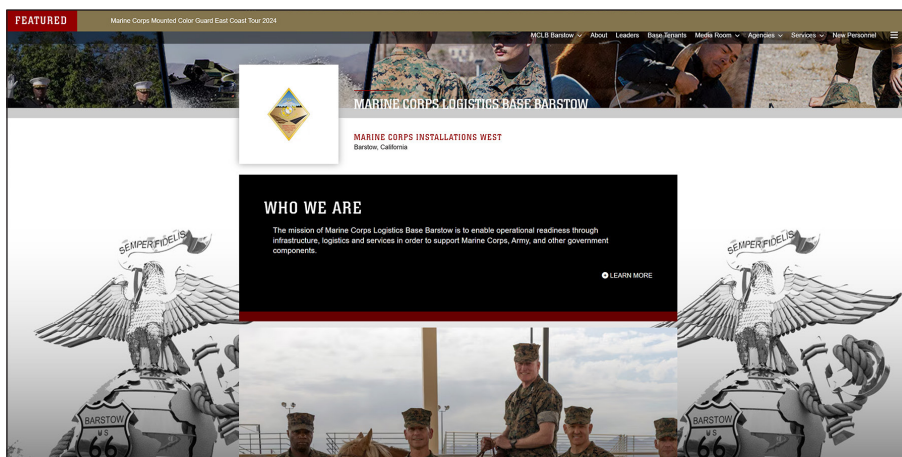 FEATURED
Marine Corps Mounted Color Guard East Coast Tour 2024
MCLB Barstow About Leaders Base Tenants Media Room Agencies Services New Personnel
MARINE CORPS LOGISTICS BASE BARSTOW
MARINE CORPS INSTALLATIONS WEST
Barstow, California
WHO WE ARE
The mission of Marine Corps Logistics Base Barstow is to enable operational readiness through
infrastructure, logistics and services in order to support Marine Corps, Army, and other government
components.
LEARN MORE
SEMPER FIDELIS
SEMPER FIDELIS
BARSTOW
US
66
BARSTOW
US
66